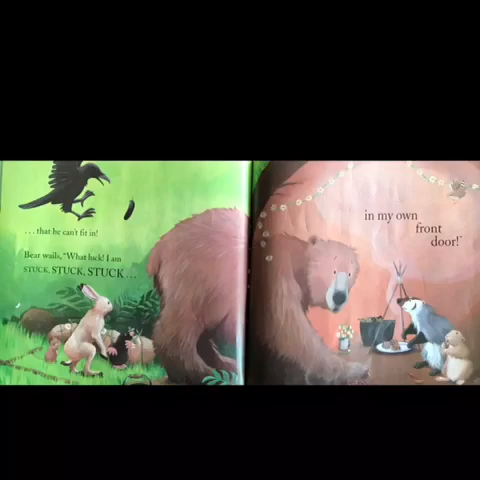 . . . that he can't fit in!
Bear wails, "What luck! I am
STUCK, STUCK, STUCK . . .
in my own
front
door!"